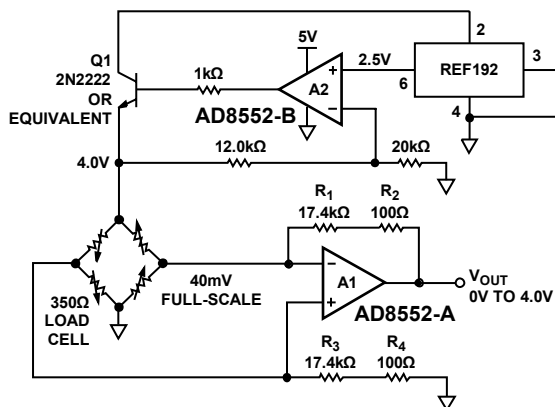 Q1
2N2222
OR
EQUIVALENT
1kΩ
5V
A2
AD8552-B
2.5V
2
6
REF192
3
4
4.0V
12.0kΩ
20kΩ
R1
17.4kΩ
R2
100Ω
40mV
FULL-SCALE
350Ω
LOAD
CELL
A1
AD8552-A
VOUT
0V TO 4.0V
R3
17.4kΩ
R4
100Ω